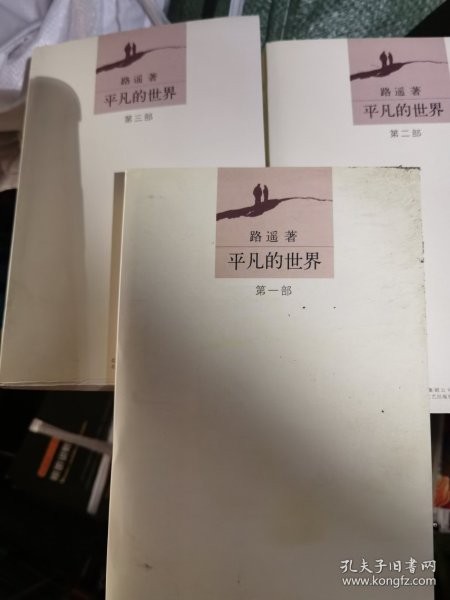 路遥 著
平凡的世界
第三部
路遥 著
平凡的世界
第二部
路遥 著
平凡的世界
第一部
孔夫子旧书网
www.kongfz.com